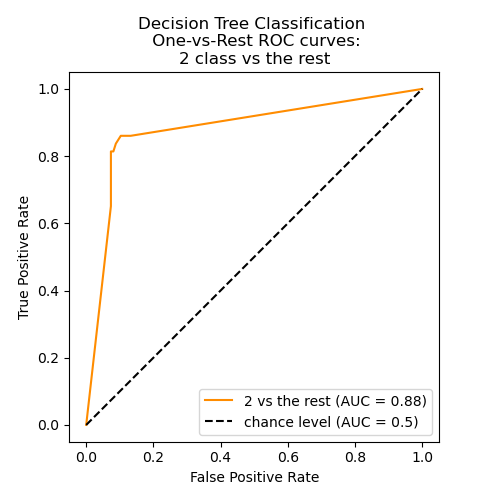 Decision Tree Classification
One-vs-Rest ROC curves:
2 class vs the rest
1.0
0.8
0.6
0.4
0.2
0.0
True Positive Rate
2 vs the rest (AUC = 0.88)
chance level (AUC = 0.5)
0.0 0.2 0.4 0.6 0.8 1.0
False Positive Rate